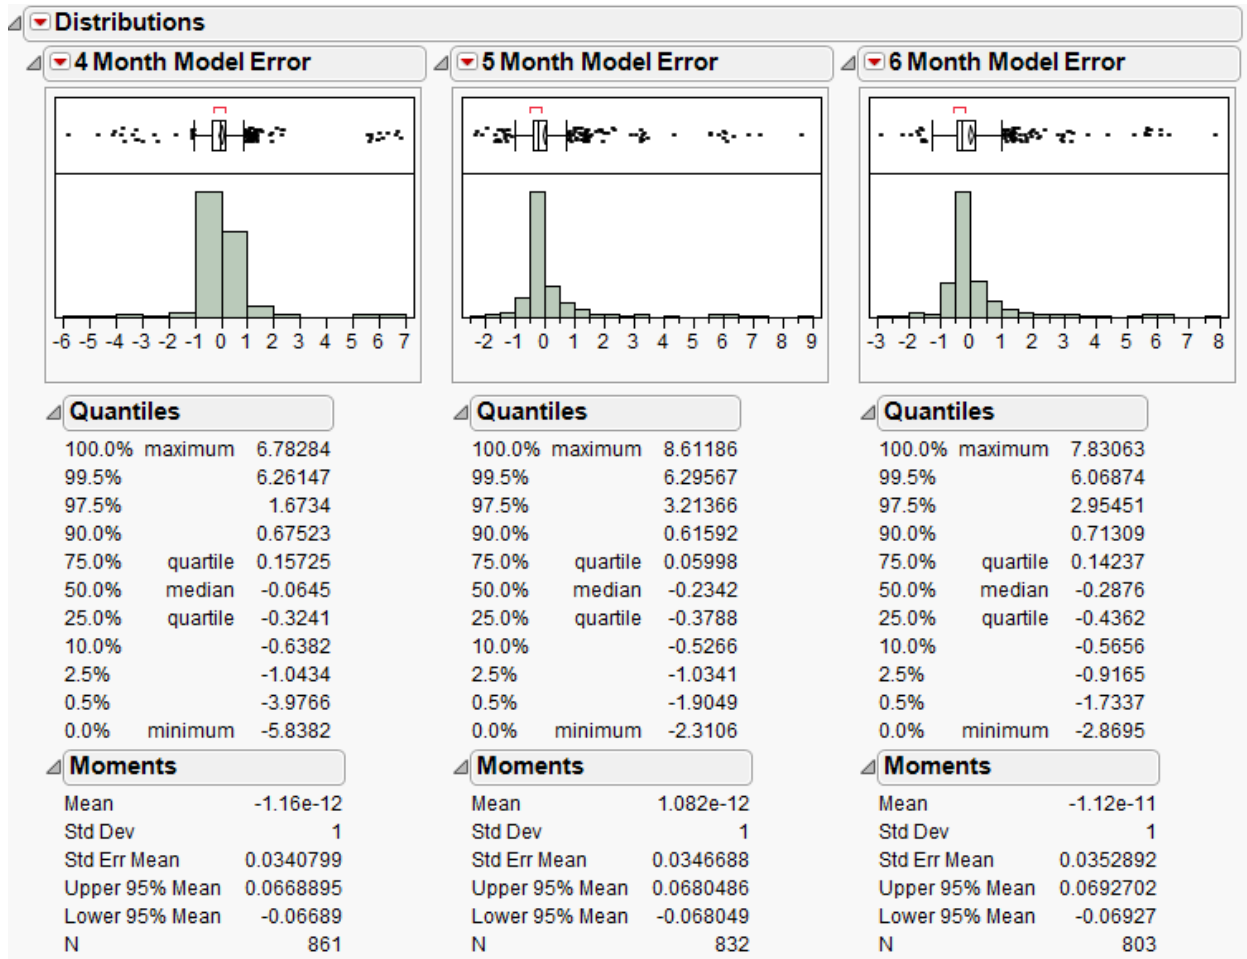 Distributions
4 Month Model Error
-6 -5 -4 -3 -2 -1 0 1 2 3 4 5 6 7
Quantiles
100.0% maximum 6.78284
99.5% 6.26147
97.5% 1.6734
90.0% 0.67523
75.0% quartile 0.15725
50.0% median -0.0645
25.0% quartile -0.3241
10.0% -0.6382
2.5% -1.0434
0.5% -3.9766
0.0% minimum -5.8382
Moments
Mean -1.16e-12
Std Dev 1
Std Err Mean 0.0340799
Upper 95% Mean 0.0668895
Lower 95% Mean -0.06689
N 861
5 Month Model Error
-2 -1 0 1 2 3 4 5 6 7 8 9
Quantiles
100.0% maximum 8.61186
99.5% 6.29567
97.5% 3.21366
90.0% 0.61592
75.0% quartile 0.05998
50.0% median -0.2342
25.0% quartile -0.3788
10.0% -0.5266
2.5% -1.0341
0.5% -1.9049
0.0% minimum -2.3106
Moments
Mean 1.082e-12
Std Dev 1
Std Err Mean 0.0346688
Upper 95% Mean 0.0680486
Lower 95% Mean -0.068049
N 832
6 Month Model Error
-3 -2 -1 0 1 2 3 4 5 6 7 8
Quantiles
100.0% maximum 7.83063
99.5% 6.06874
97.5% 2.95451
90.0% 0.71309
75.0% quartile 0.14237
50.0% median -0.2876
25.0% quartile -0.4362
10.0% -0.5656
2.5% -0.9165
0.5% -1.7337
0.0% minimum -2.8695
Moments
Mean -1.12e-11
Std Dev 1
Std Err Mean 0.0352892
Upper 95% Mean 0.0692702
Lower 95% Mean -0.06927
N 803